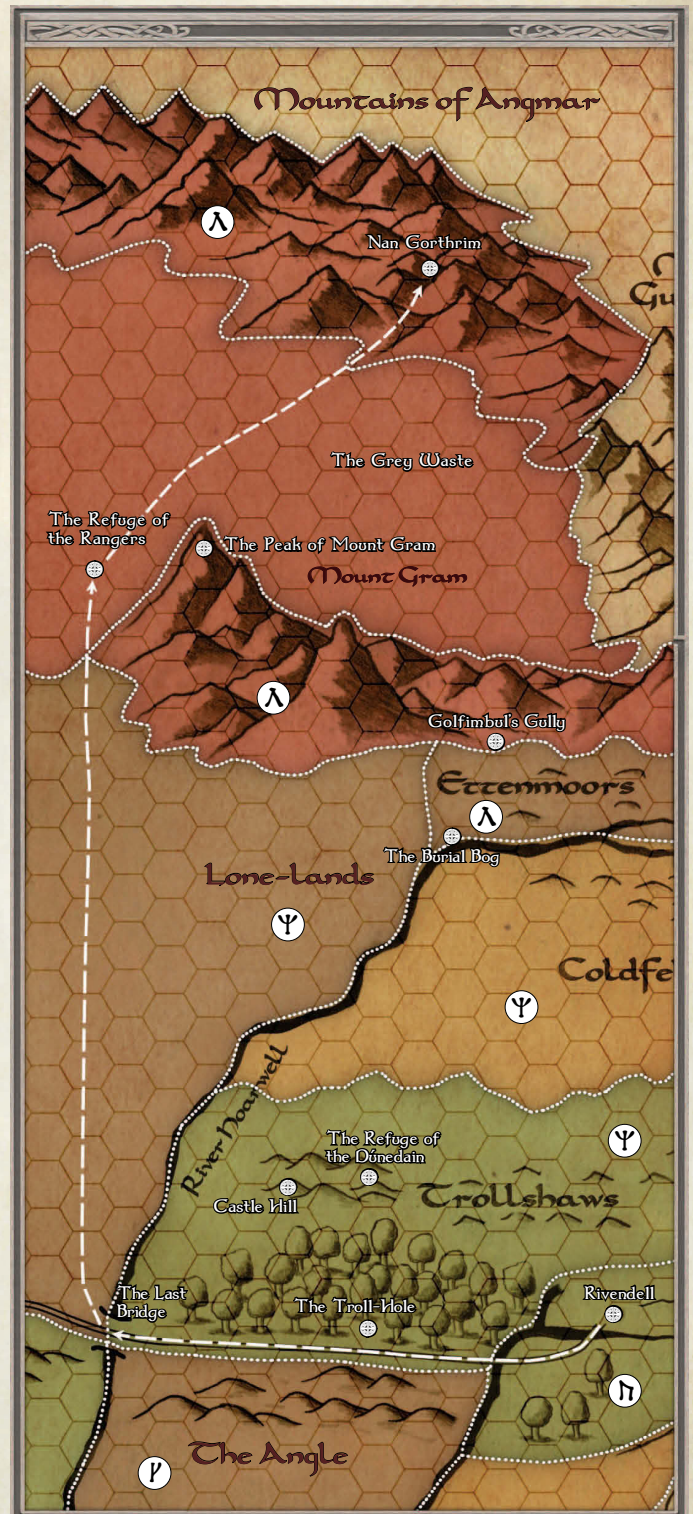 Mountains of Angmar
Nan Gorthrim
The Grey Waste
The Refuge of
the Rangers
The Peak of Mount Gram
Mount Gram
Golfimbul's Gully
Ettenmoors
The Burial Bog
Lone-lands
Coldfe
River Hoarwell
The Refuge of
the Dúnedain
Castle Hill
Trollshaws
The Last
Bridge
The Troll-Hole
Rivendell
The Angle